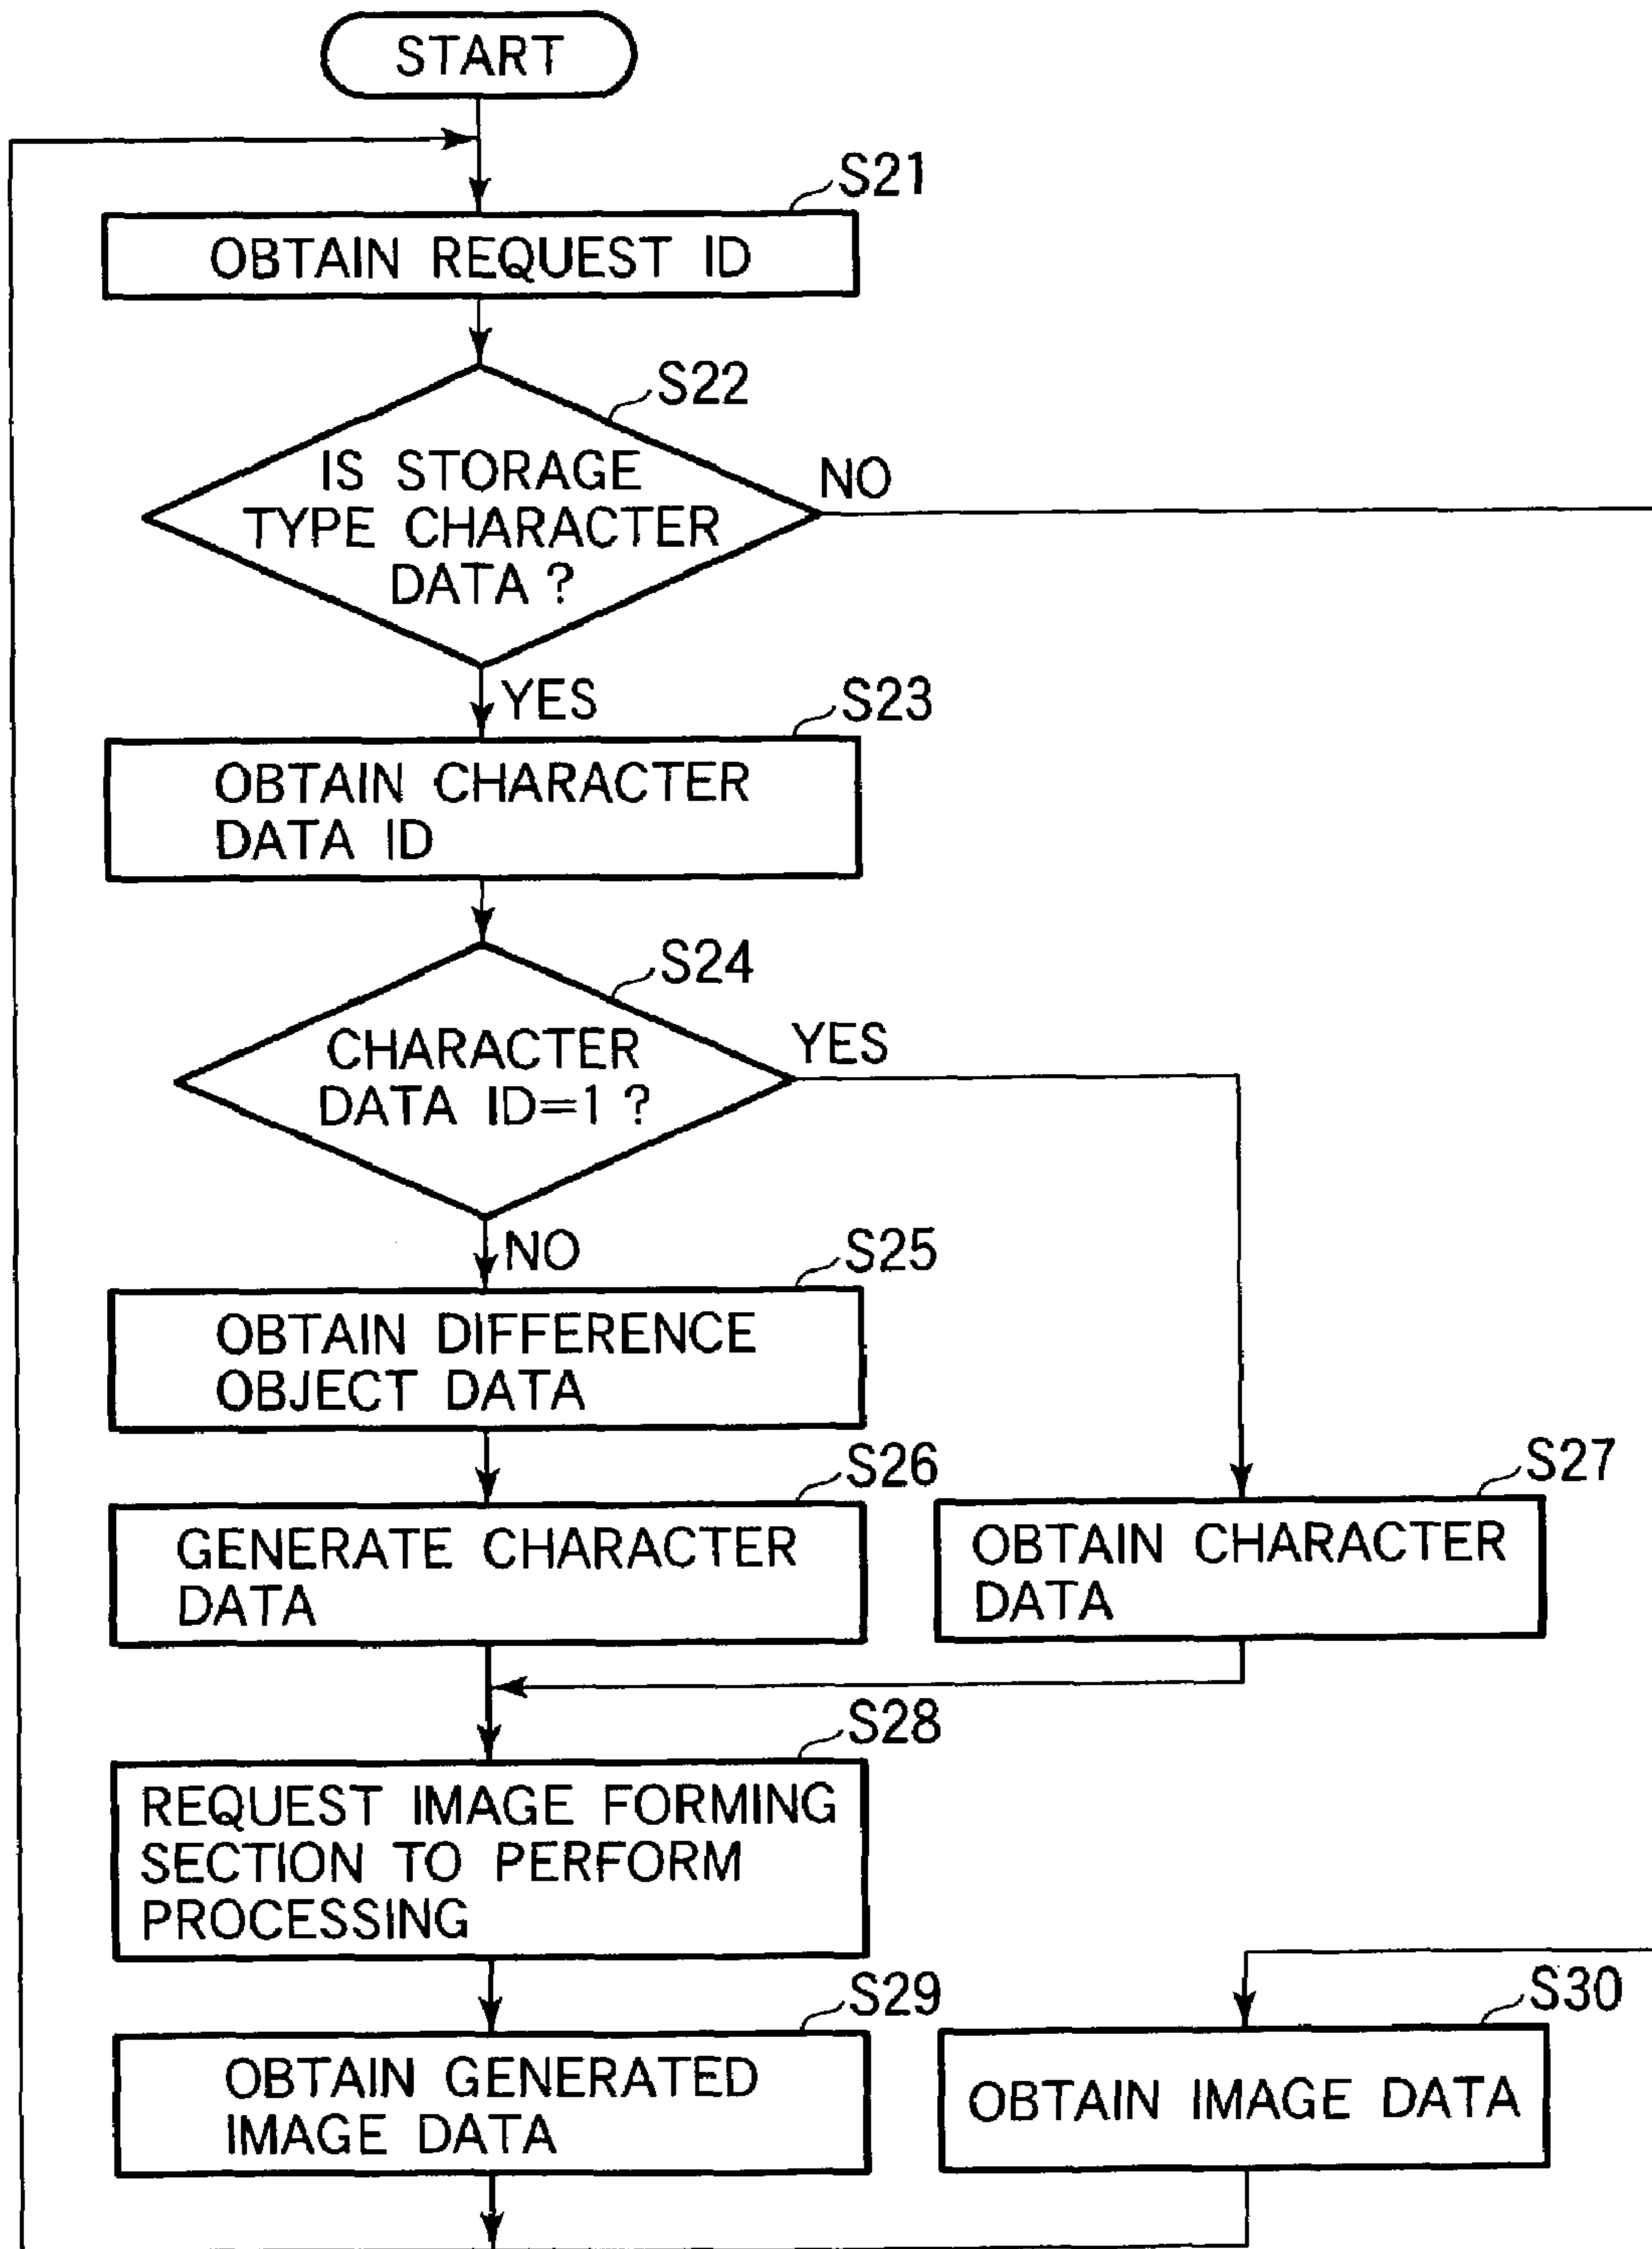 START
S21
OBTAIN REQUEST ID
S22
IS STORAGE
TYPE CHARACTER
DATA ?
NO
YES
S23
OBTAIN CHARACTER
DATA ID
S24
CHARACTER
DATA ID=1 ?
YES
NO
S25
OBTAIN DIFFERENCE
OBJECT DATA
S26
GENERATE CHARACTER
DATA
S27
OBTAIN CHARACTER
DATA
S28
REQUEST IMAGE FORMING
SECTION TO PERFORM
PROCESSING
S29
OBTAIN GENERATED
IMAGE DATA
S30
OBTAIN IMAGE DATA